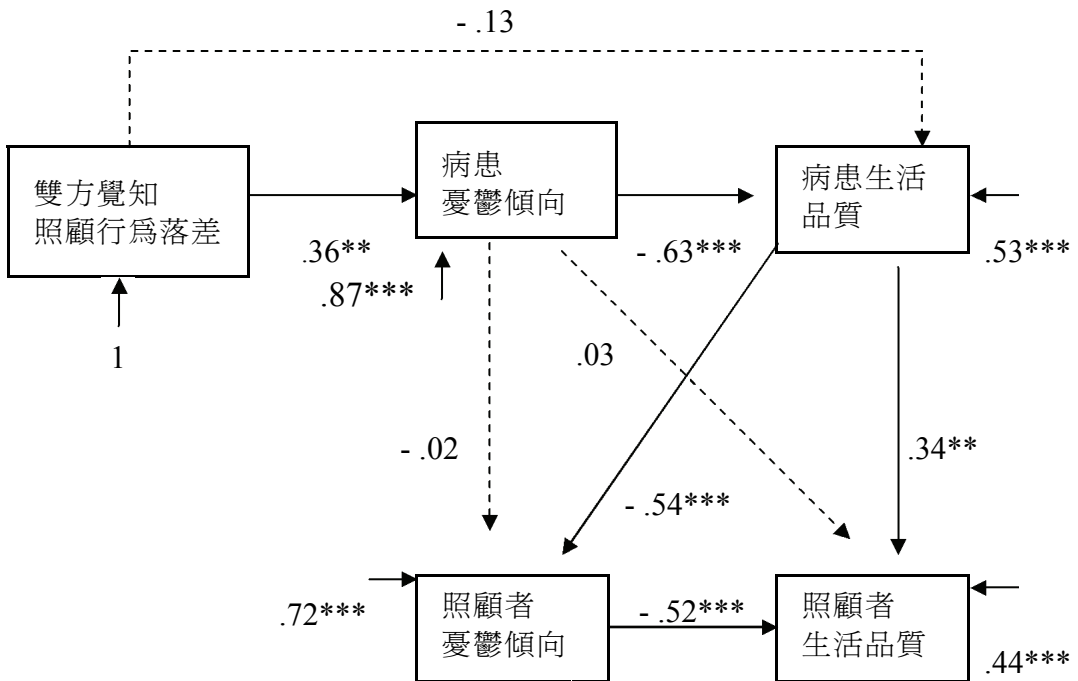 - .13
雙方覺知
照顧行爲落差
病患
憂鬱傾向
病患生活
品質
.36**
- .63***
.53***
.87***
1
.03
- .02
.34**
- .54***
.72***
照顧者
憂鬱傾向
- .52***
照顧者
生活品質
.44***